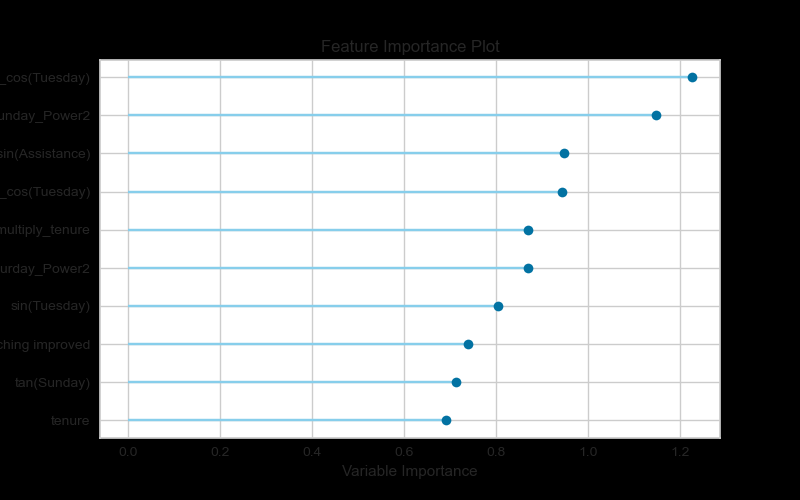 Feature Importance Plot
_cos(Tuesday)
unday_Power2
sin(Assistance)
_cos(Tuesday)
multiply_tenure
urday_Power2
sin(Tuesday)
ching improved
tan(Sunday)
tenure
0.0 0.2 0.4 0.6 0.8 1.0 1.2
Variable Importance